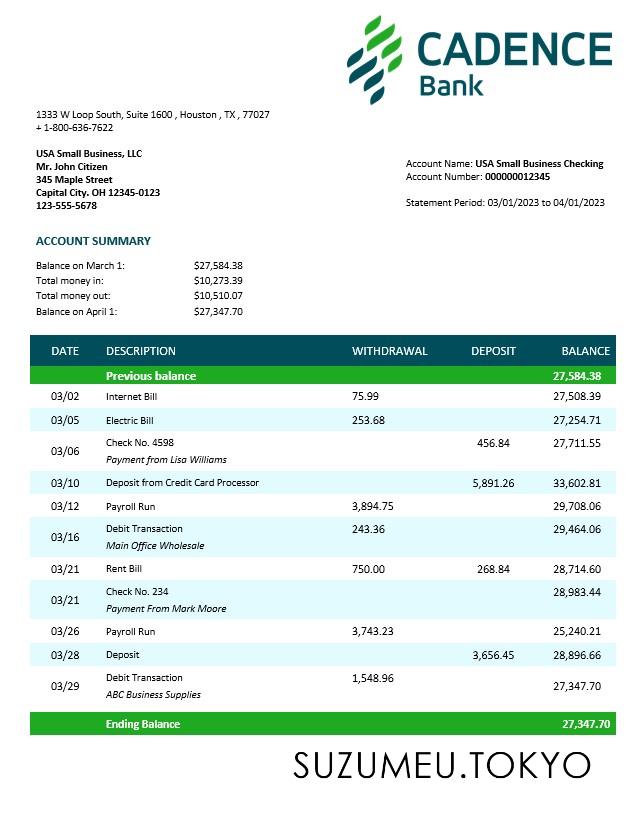 CADENCE
Bank
1333 W Loop South, Suite 1600 , Houston , TX , 77027
+ 1-800-636-7622
USA Small Business, LLC
Mr. John Citizen
345 Maple Street
Capital City. OH 12345-0123
123-555-5678
Account Name: USA Small Business Checking
Account Number: 000000012345
Statement Period: 03/01/2023 to 04/01/2023
ACCOUNT SUMMARY
Balance on March 1: $27,584.38
Total money in: $10,273.39
Total money out: $10,510.07
Balance on April 1: $27,347.70
DATE DESCRIPTION WITHDRAWAL DEPOSIT BALANCE
Previous balance 27,584.38
03/02 Internet Bill 75.99 27,508.39
03/05 Electric Bill 253.68 27,254.71
03/06 Check No. 4598 456.84 27,711.55
Payment from Lisa Williams
03/10 Deposit from Credit Card Processor 5,891.26 33,602.81
03/12 Payroll Run 3,894.75 29,708.06
03/16 Debit Transaction 243.36 29,464.06
Main Office Wholesale
03/21 Rent Bill 750.00 268.84 28,714.60
03/21 Check No. 234 28,983.44
Payment From Mark Moore
03/26 Payroll Run 3,743.23 25,240.21
03/28 Deposit 3,656.45 28,896.66
03/29 Debit Transaction 1,548.96 27,347.70
ABC Business Supplies
Ending Balance 27,347.70
SUZUMEU.TOKYO